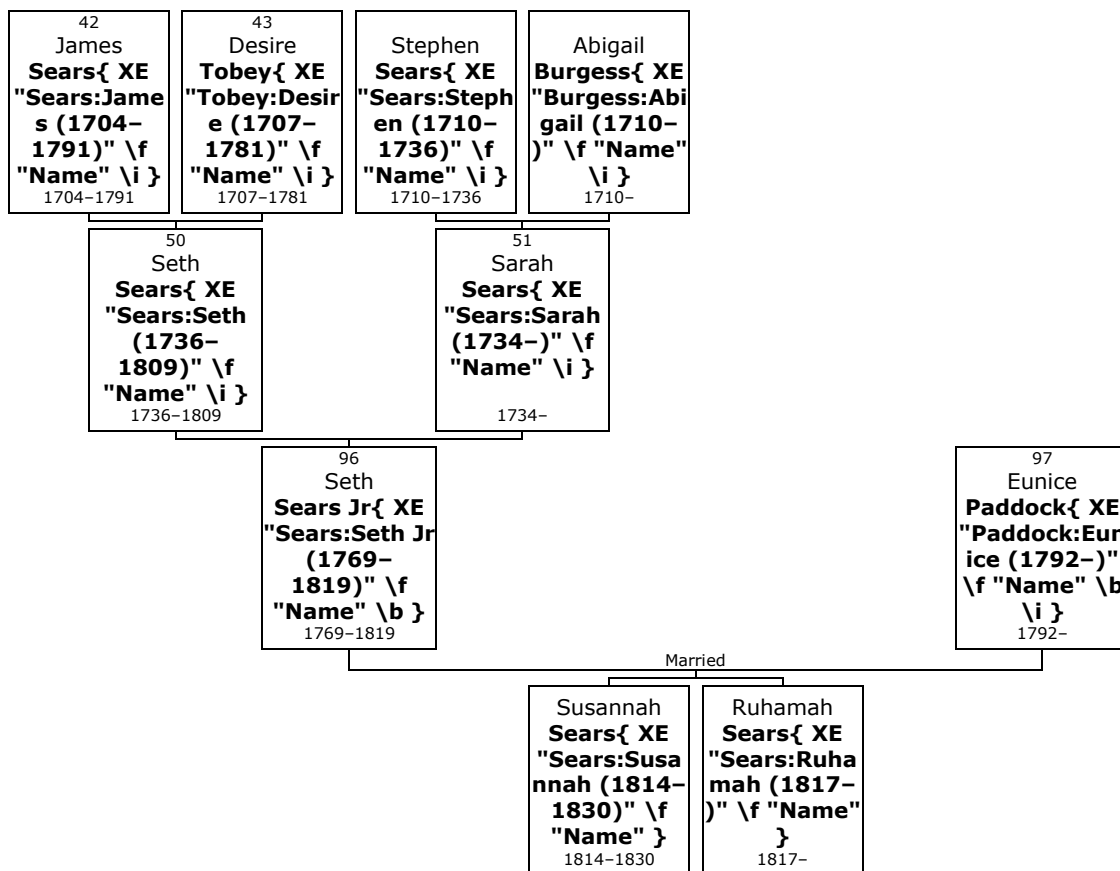 42
James
Sears{ XE
"Sears:Jame
s (1704–
1791)" \f
"Name" \i }
1704–1791
43
Desire
Tobey{ XE
"Tobey:Desir
e (1707–
1781)" \f
"Name" \i }
1707–1781
Stephen
Sears{ XE
"Sears:Steph
en (1710–
1736)" \f
"Name" \i }
1710–1736
Abigail
Burgess{ XE
"Burgess:Abi
gail (1710–
)" \f "Name"
\i }
1710–
50
Seth
Sears{ XE
"Sears:Seth
(1736–
1809)" \f
"Name" \i }
1736–1809
51
Sarah
Sears{ XE
"Sears:Sarah
(1734–)" \f
"Name" \i }
1734–
96
Seth
Sears Jr{ XE
"Sears:Seth Jr
(1769–
1819)" \f
"Name" \b }
1769–1819
97
Eunice
Paddock{ XE
"Paddock:Eun
ice (1792–)"
\f "Name" \b
\i }
1792–
Married
Susannah
Sears{ XE
"Sears:Susa
nnah (1814–
1830)" \f
"Name" }
1814–1830
Ruhamah
Sears{ XE
"Sears:Ruha
mah (1817–
)" \f "Name"
}
1817–